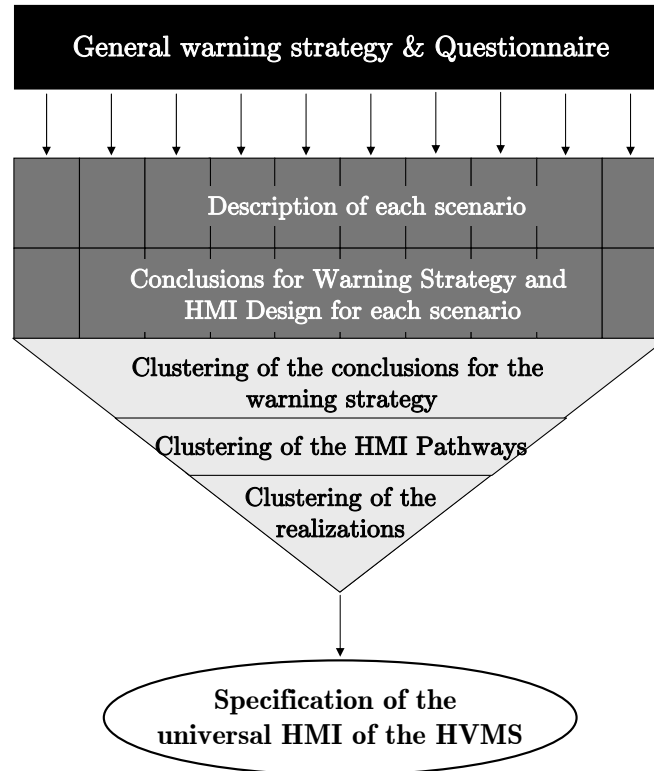 General warning strategy & Questionnaire
Description of each scenario
Conclusions for Warning Strategy and
HMI Design for each scenario
Clustering of the conclusions for the
warning strategy
Clustering of the HMI Pathways
Clustering of the
realizations
Specification of the
universal HMI of the HVMS